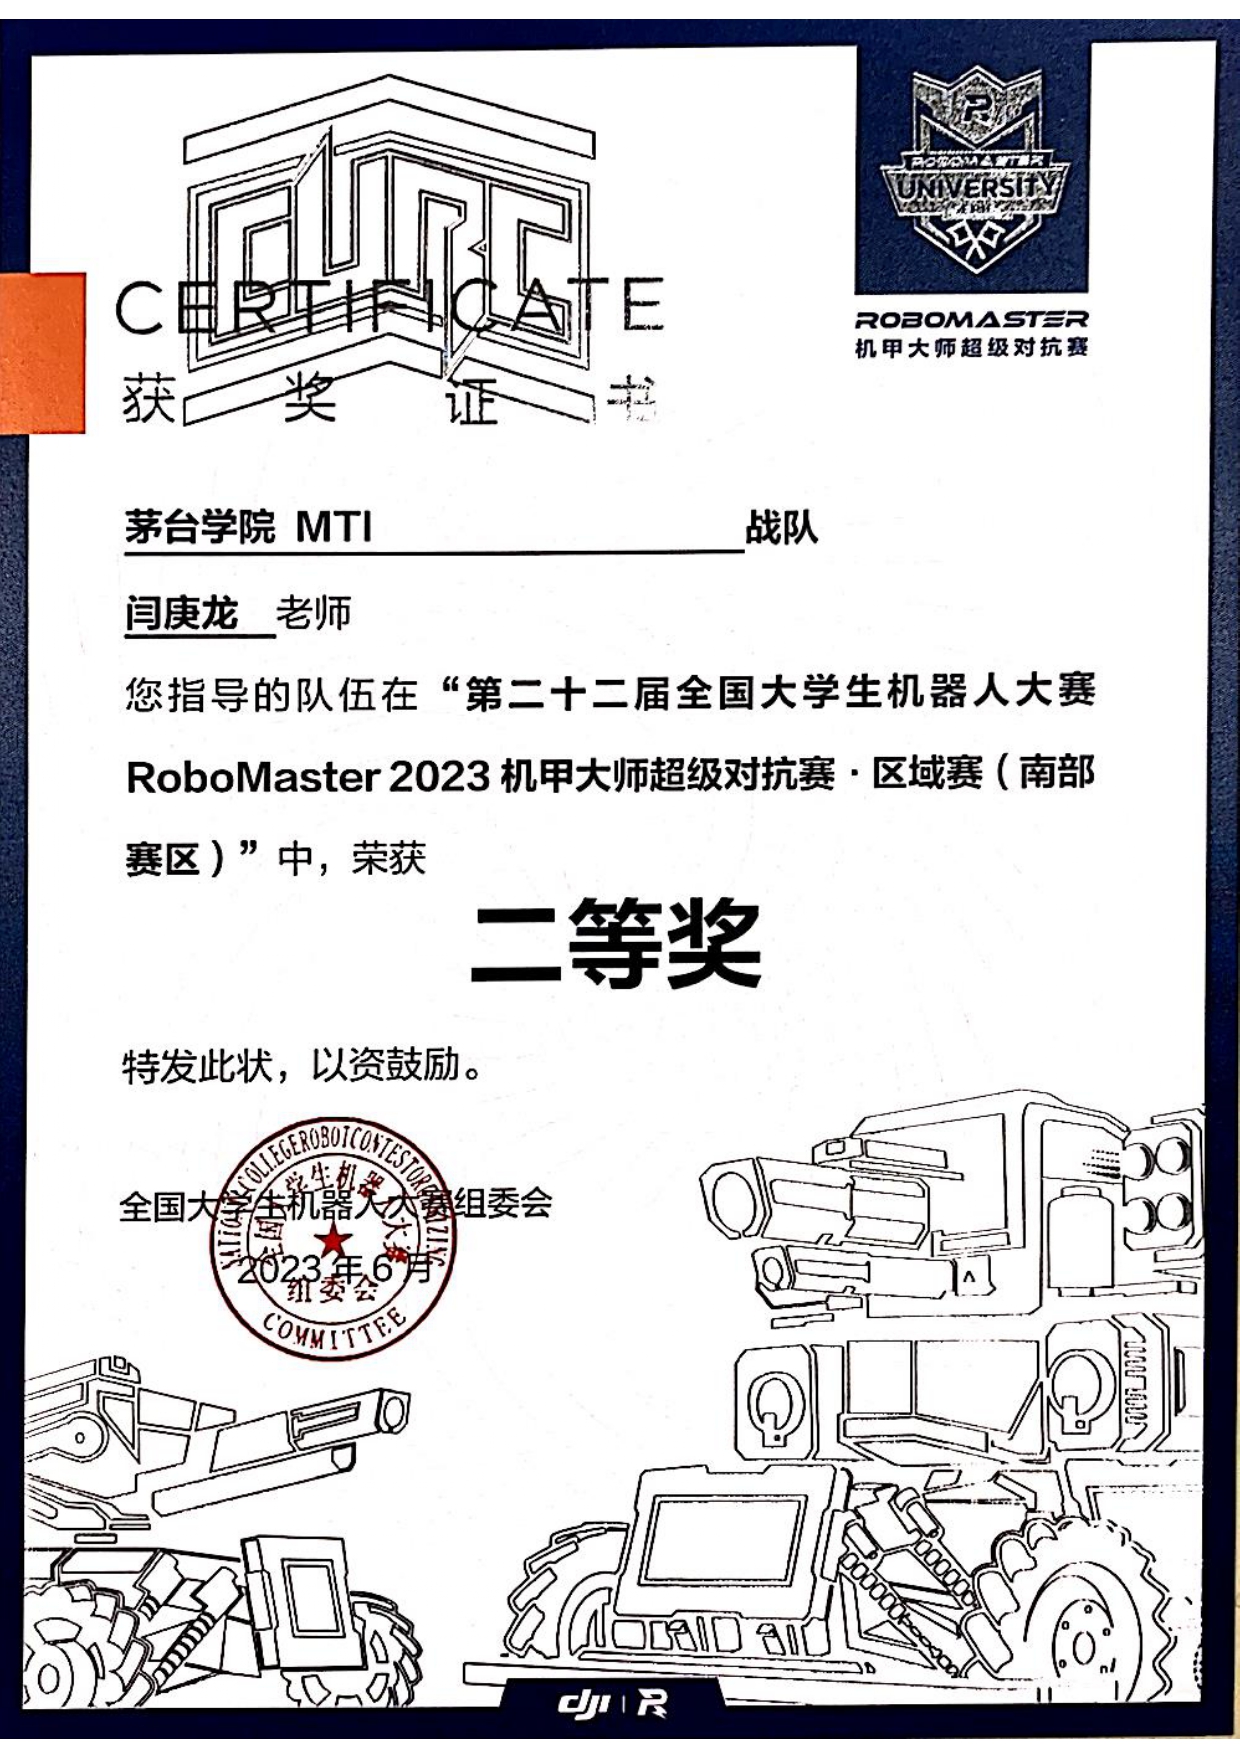 CURC
CERTIFICATE
获奖证书
R
ROBOMASTER
UNIVERSITY
ROBOMASTER
机甲大师超级对抗赛
茅台学院 MTI 战队
闫庚龙 老师
您指导的队伍在“第二十二届全国大学生机器人大赛
RoboMaster 2023 机甲大师超级对抗赛·区域赛（南部
赛区）”中，荣获
二等奖
特发此状，以资鼓励。
全国大学生机器人大赛组委会
2023 年 6 月
NATIONAL COLLEGE ROBOT CONTEST ORGANIZING
COMMITTEE
全国大学生机器人大赛
组委会
dji R